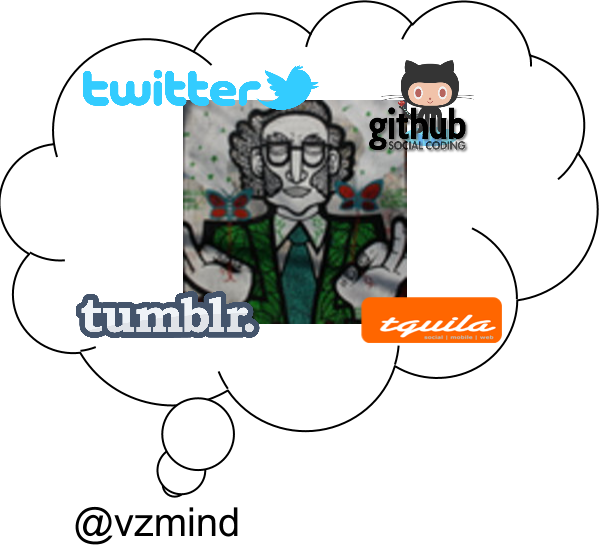 twitter
github
SOCIAL CODING
tumblr.
tquila
social | mobile | web
@vzmind